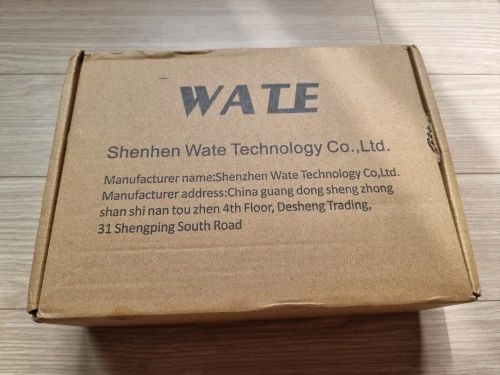 WATE
Shenhen Wate Technology Co.,Ltd.
Manufacturer name:Shenzhen Wate Technology Co,Ltd.
Manufacturer address:China guang dong sheng zhong
shan shi nan tou zhen 4th Floor, Desheng Trading,
31 Shengping South Road